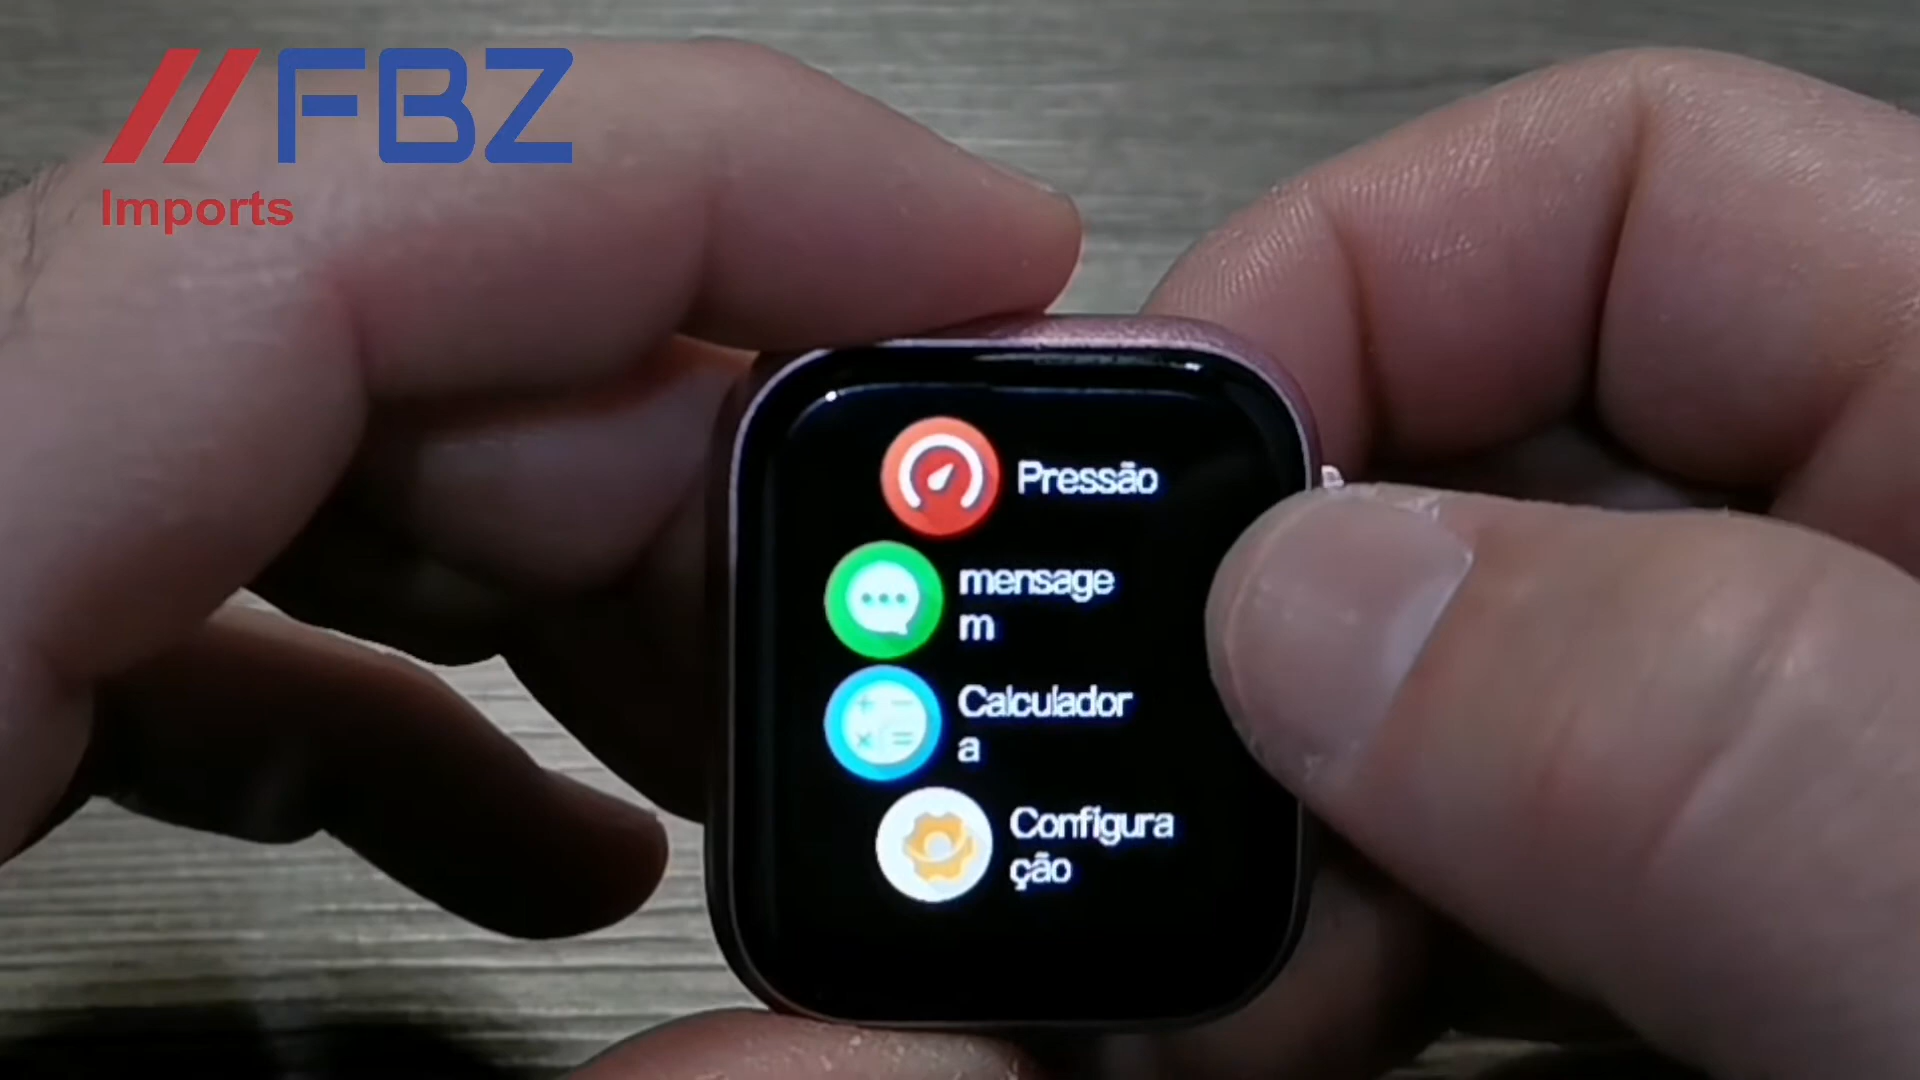 FBZ
Imports
Pressão
mensage
m
Calculador
a
Configura
ção